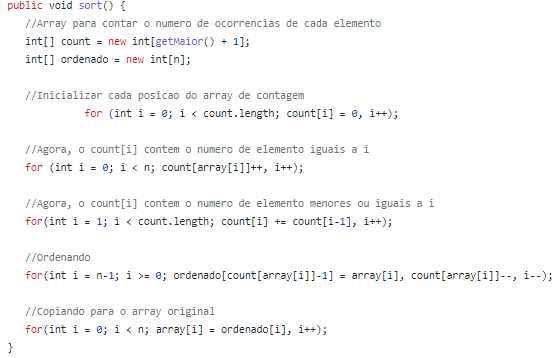 public void sort() {
//Array para contar o numero de ocorrencias de cada elemento
int[] count = new int[getMaior() + 1];
int[] ordenado = new int[n];
//Inicializar cada posicao do array de contagem
for (int i = 0; i < count.length; count[i] = 0, i++);
//Agora, o count[i] contem o numero de elemento iguais a i
for (int i = 0; i < n; count[array[i]]++, i++);
//Agora, o count[i] contem o numero de elemento menores ou iguais a i
for(int i = 1; i < count.length; count[i] += count[i-1], i++);
//Ordenando
for(int i = n-1; i >= 0; ordenado[count[array[i]]-1] = array[i], count[array[i]]--, i--);
//Copiando para o array original
for(int i = 0; i < n; array[i] = ordenado[i], i++);
}